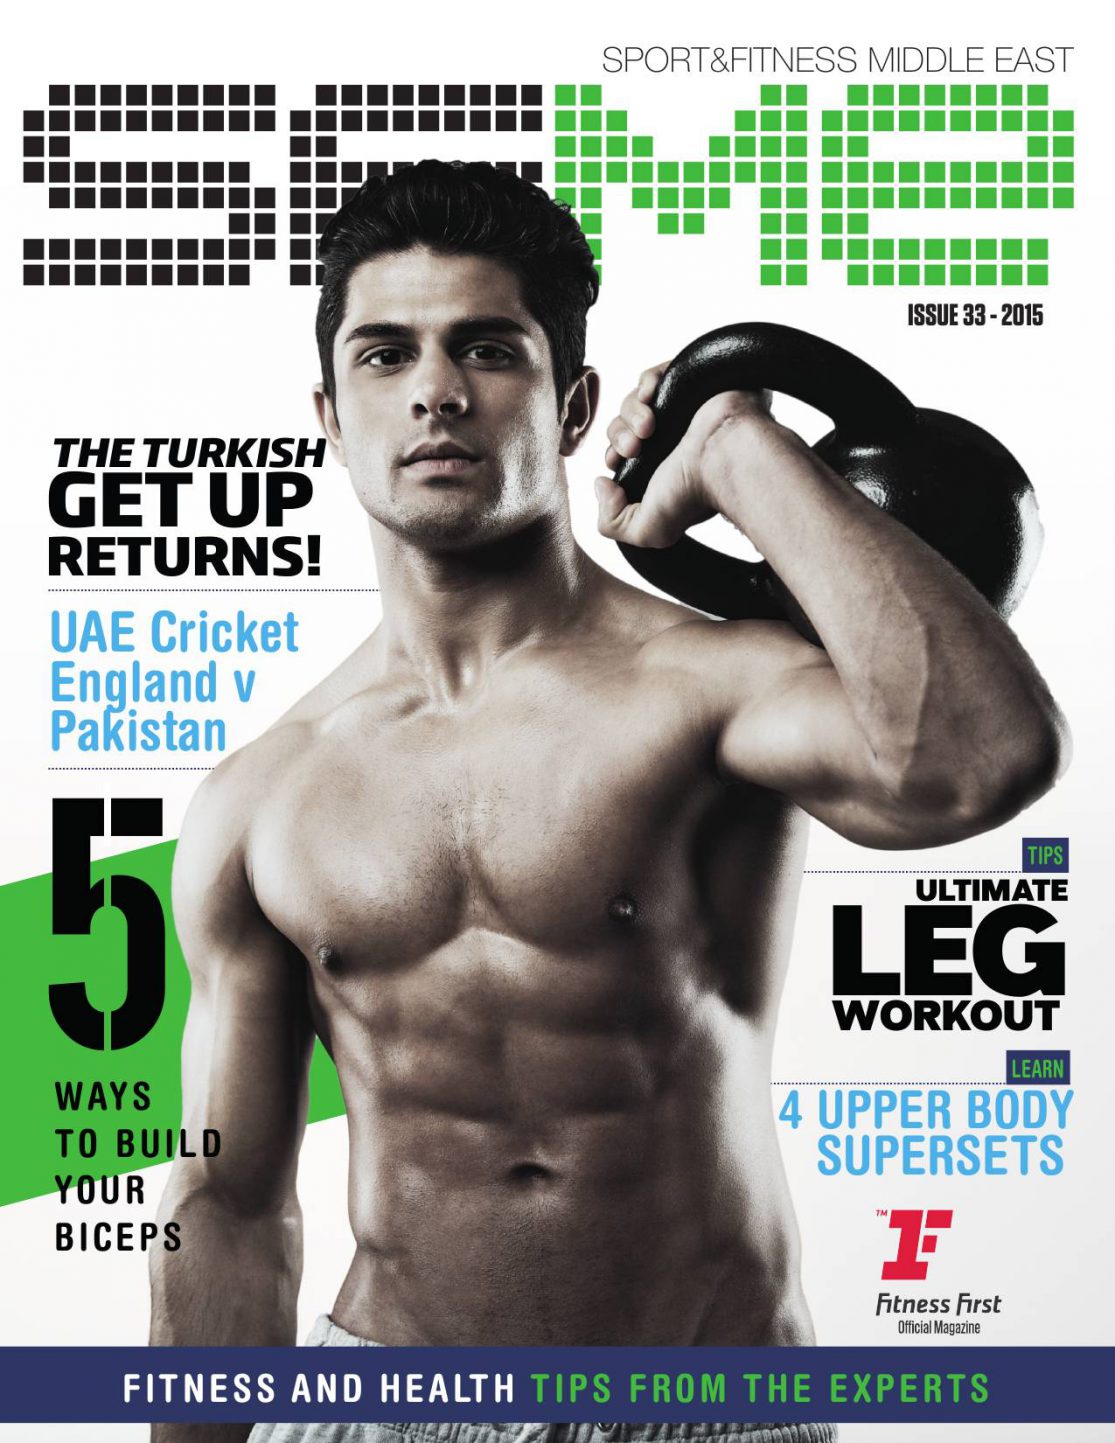 SPORT&FITNESS MIDDLE EAST
SFMe
ISSUE 33 - 2015
THE TURKISH
GET UP
RETURNS!
UAE Cricket
England v
Pakistan
5
WAYS
TO BUILD
YOUR
BICEPS
TIPS
ULTIMATE
LEG
WORKOUT
LEARN
4 UPPER BODY
SUPERSETS
TM
Fitness First
Official Magazine
FITNESS AND HEALTH TIPS FROM THE EXPERTS